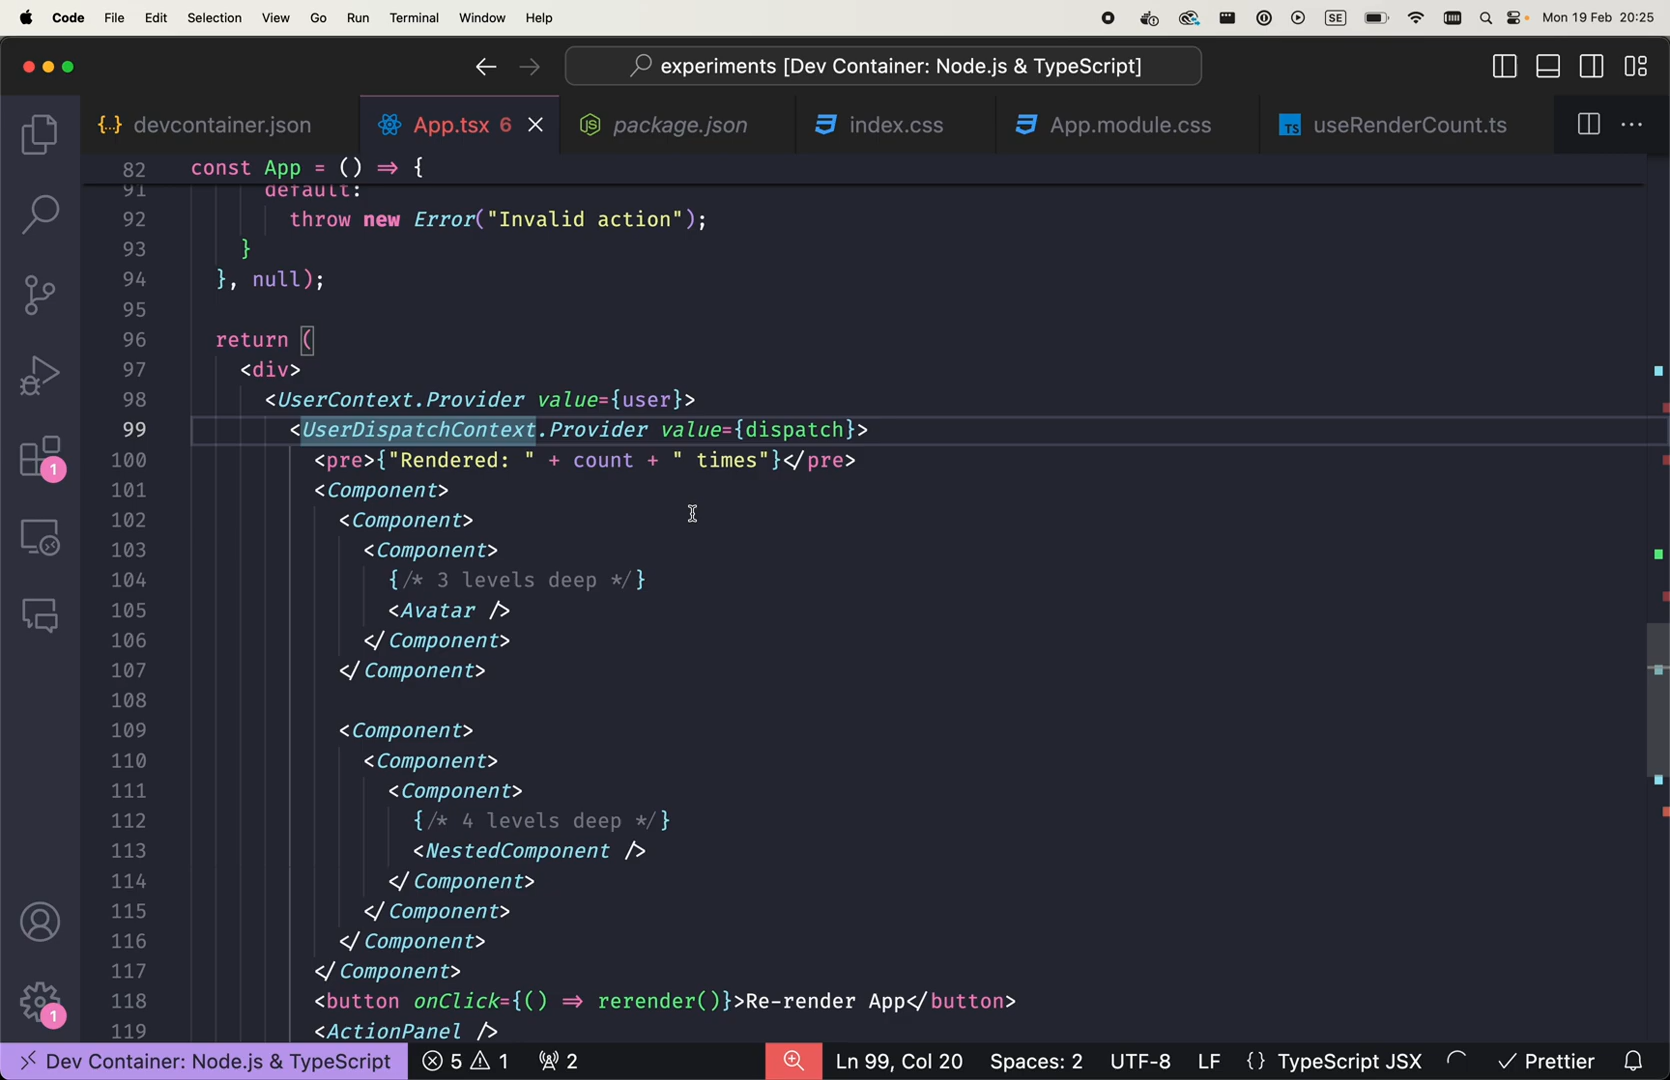 Code File Edit Selection View Go Run Terminal Window Help SE Mon 19 Feb 20:25
experiments [Dev Container: Node.js & TypeScript]
{..} devcontainer.json App.tsx 6 package.json index.css App.module.css TS useRenderCount.ts
82 const App = () ⇒ {
91 default:
92 throw new Error("Invalid action");
93 }
94 }, null);
95
96 return (
97 <div>
98 <UserContext.Provider value={user}>
99 <UserDispatchContext.Provider value={dispatch}>
100 <pre>{"Rendered: " + count + " times"}</pre>
101 <Component>
102 <Component>
103 <Component>
104 {/* 3 levels deep */}
105 <Avatar />
106 </Component>
107 </Component>
108
109 <Component>
110 <Component>
111 <Component>
112 {/* 4 levels deep */}
113 <NestedComponent />
114 </Component>
115 </Component>
116 </Component>
117 </Component>
118 <button onClick={() ⇒ rerender()}>Re-render App</button>
119 <ActionPanel />
1
1
Dev Container: Node.js & TypeScript 5 1 2 Ln 99, Col 20 Spaces: 2 UTF-8 LF {} TypeScript JSX Prettier